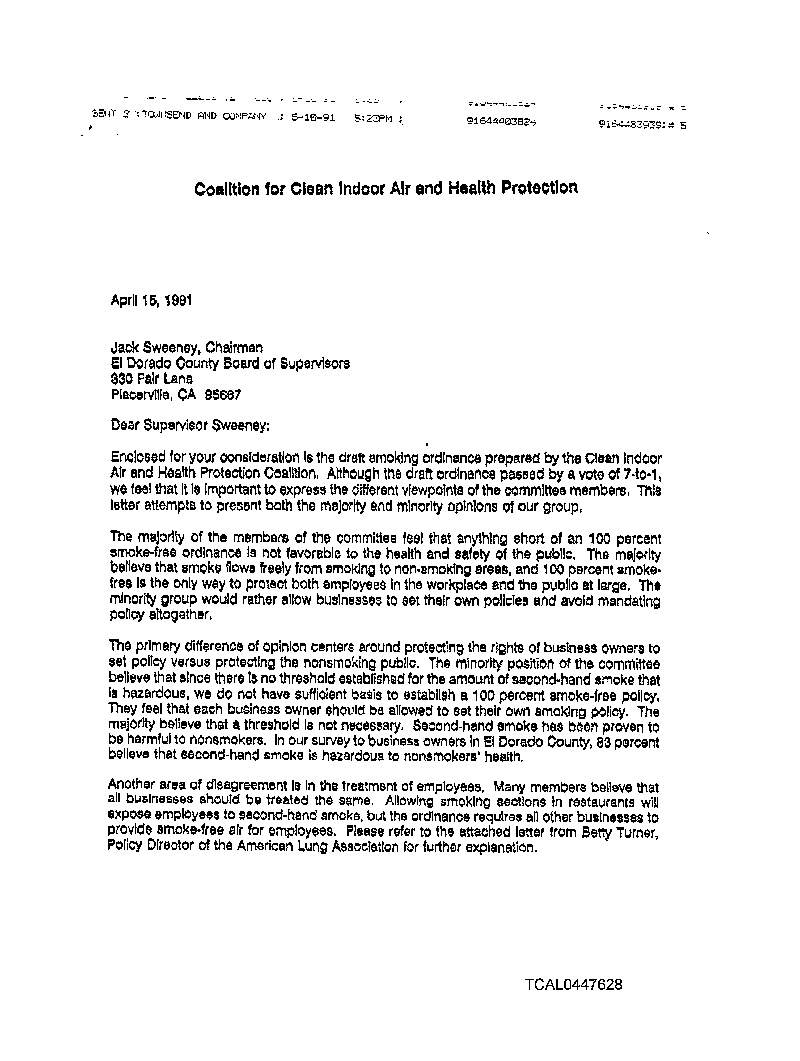 TOWNSEND AND COMPANY ; 5-16-91 5:23PM ;
Coalition for Clean Indoor Air and Health Protection
April 15, 1991
Jack Sweeney, Chairman
El Dorado County Board of Supervisors
330 Fair Lane
Placerville, CA 95667
Dear Supervisor Sweeney:
Enclosed for your consideration is the draft smoking ordinance prepared by the Clean Indoor
Air and Health Protection Coalition. Although the draft ordinance passed by a vote of 7-to-1,
we feel that it is important to express the different viewpoints of the committee members. This
letter attempts to present both the majority and minority opinions of our group.
The majority of the members of the committee feel that anything short of an 100 percent
smoke-free ordinance is not favorable to the health and safety of the public. The majority
believe that smoke flows freely from smoking to non-smoking areas, and 100 percent smoke-
free is the only way to protect both employees in the workplace and the public at large. The
minority group would rather allow businesses to set their own policies and avoid mandating
policy altogether.
The primary difference of opinion centers around protecting the rights of business owners to
set policy versus protecting the nonsmoking public. The minority position of the committee
believe that since there is no threshold established for the amount of second-hand smoke that
is hazardous, we do not have sufficient basis to establish a 100 percent smoke-free policy.
They feel that each business owner should be allowed to set their own smoking policy. The
majority believe that a threshold is not necessary. Second-hand smoke has been proven to
be harmful to nonsmokers. In our survey to business owners in El Dorado County, 83 percent
believe that second-hand smoke is hazardous to nonsmokers' health.
Another area of disagreement is in the treatment of employees. Many members believe that
all businesses should be treated the same. Allowing smoking sections in restaurants will
expose employees to second-hand smoke, but the ordinance requires all other businesses to
provide smoke-free air for employees. Please refer to the attached letter from Betty Turner,
Policy Director of the American Lung Association for further explanation.
TCAL0447628